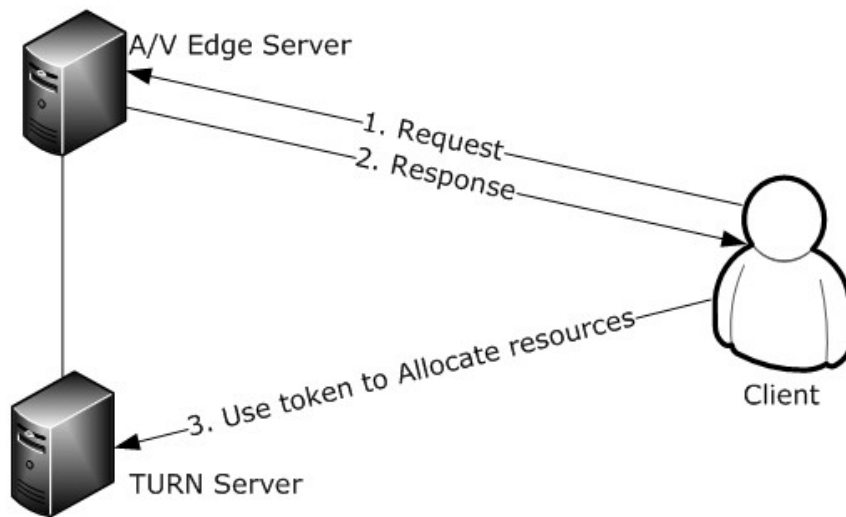 A/V Edge Server
1. Request
2. Response
3. Use token to Allocate resources
Client
TURN Server